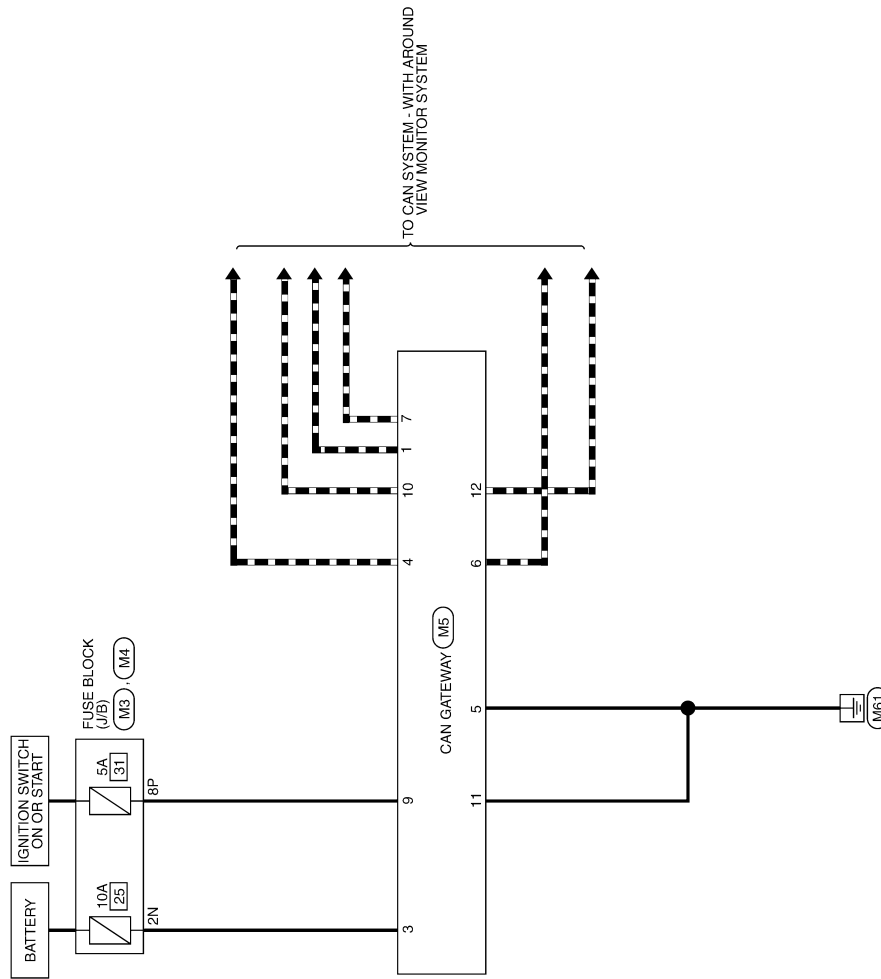 BATTERY
IGNITION SWITCH
ON OR START
10A
25
5A
31
FUSE BLOCK
(J/B)
M3 , M4
2N
8P
3
9
4
10
1
7
CAN GATEWAY M5
11
5
6
12
M61
TO CAN SYSTEM - WITH AROUND
VIEW MONITOR SYSTEM